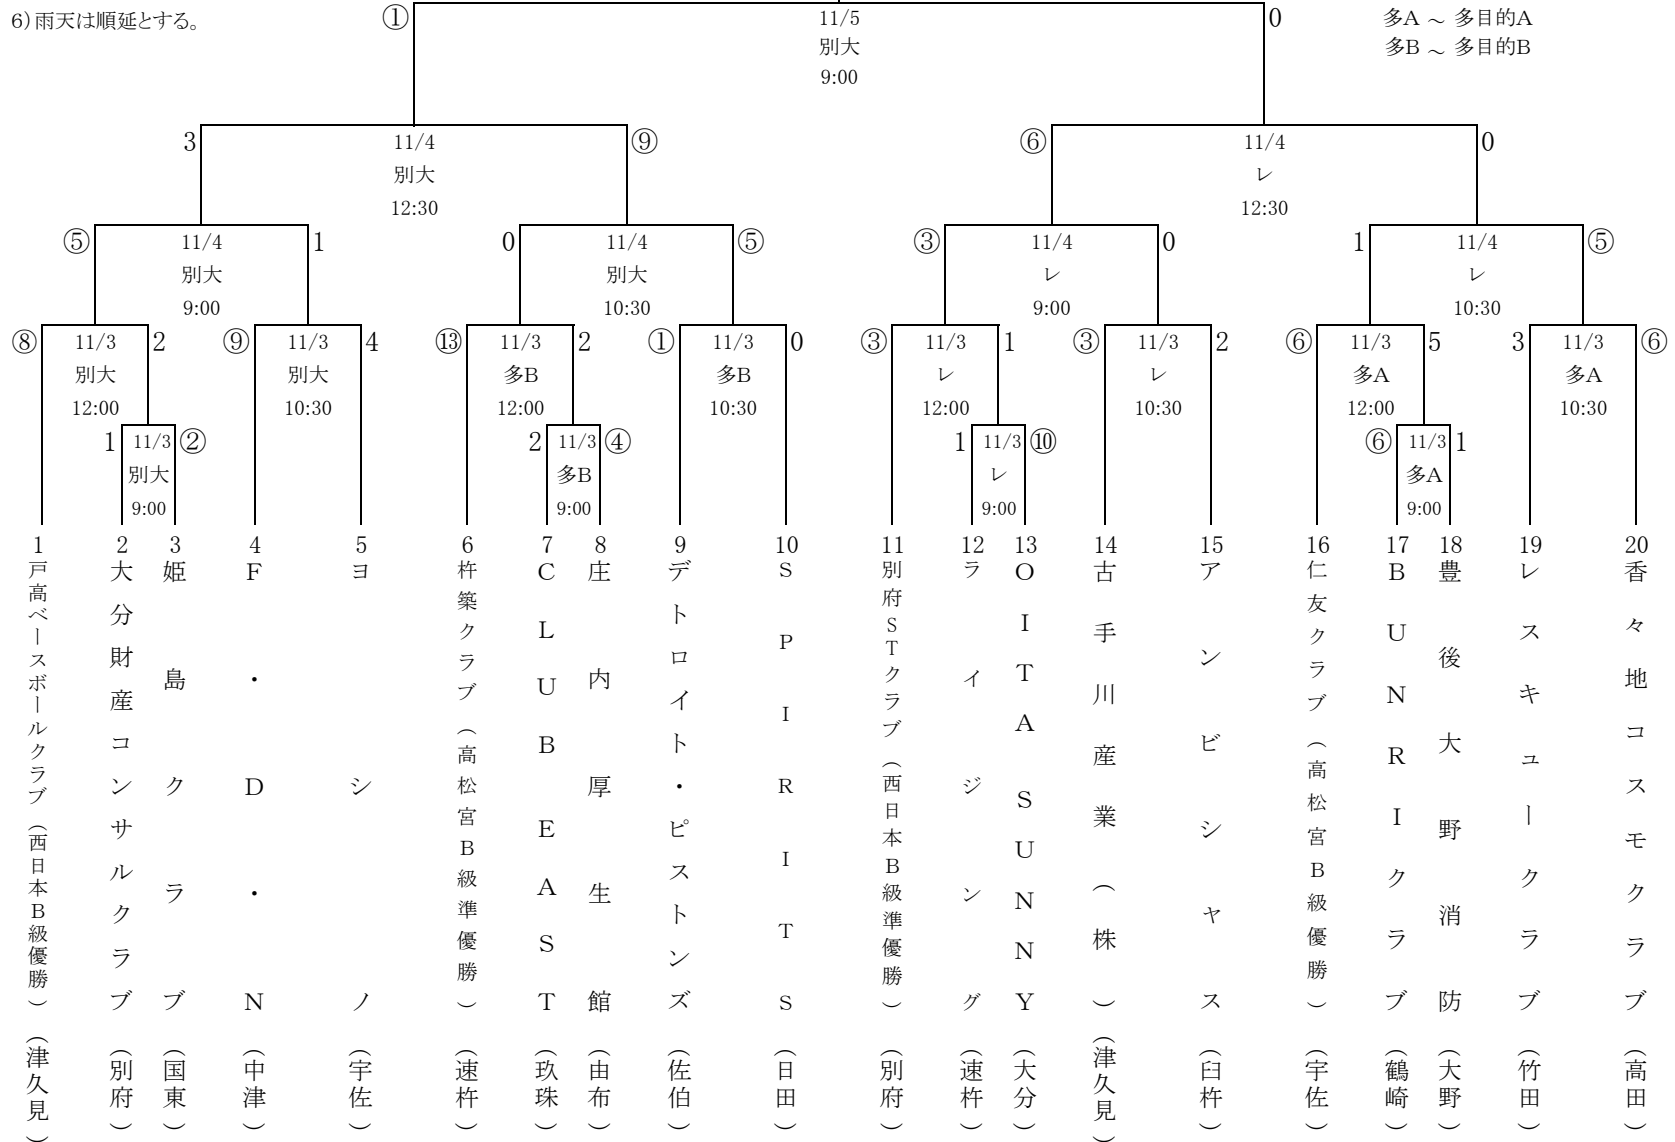 6）雨天は順延とする。
多A ～ 多目的A
多B ～ 多目的B
① 11/5 0
別大
9:00
3 11/4 ⑨ ⑥ 11/4 0
別大 レ
12:30 12:30
⑤ 11/4 1 0 11/4 ⑤ ③ 11/4 0 1 11/4 ⑤
別大 別大 レ レ
9:00 10:30 9:00 10:30
⑧ 11/3 2 ⑨ 11/3 4 ⑬ 11/3 2 ① 11/3 0 ③ 11/3 1 ③ 11/3 2 ⑥ 11/3 5 3 11/3 ⑥
別大 別大 多B 多B レ レ 多A 多A
12:00 10:30 12:00 10:30 12:00 10:30 12:00 10:30
1 11/3 ② 2 11/3 ④ 1 11/3 ⑩ ⑥ 11/3 1
別大 多B レ 多A
9:00 9:00 9:00 9:00
1 戸高ベースボールクラブ（西日本B級優勝）（津久見）
2 大分財産コンサルクラブ（別府）
3 姫島クラブ（国東）
4 F・D・N（中津）
5 ヨシノ（宇佐）
6 杵築クラブ（高松宮B級準優勝）（速杵）
7 CLUB EAST（玖珠）
8 庄内厚生館（由布）
9 デトロイト・ピストンズ（佐伯）
10 SPIRITS（日田）
11 別府STクラブ（西日本B級準優勝）（別府）
12 ライジング（速杵）
13 OITA SUNNY（大分）
14 古手川産業（株）（津久見）
15 アンビシャス（臼杵）
16 仁友クラブ（高松宮B級優勝）（宇佐）
17 BUNRIクラブ（鶴崎）
18 豊後大野消防（大野）
19 レスキュークラブ（竹田）
20 香々地コスモクラブ（高田）